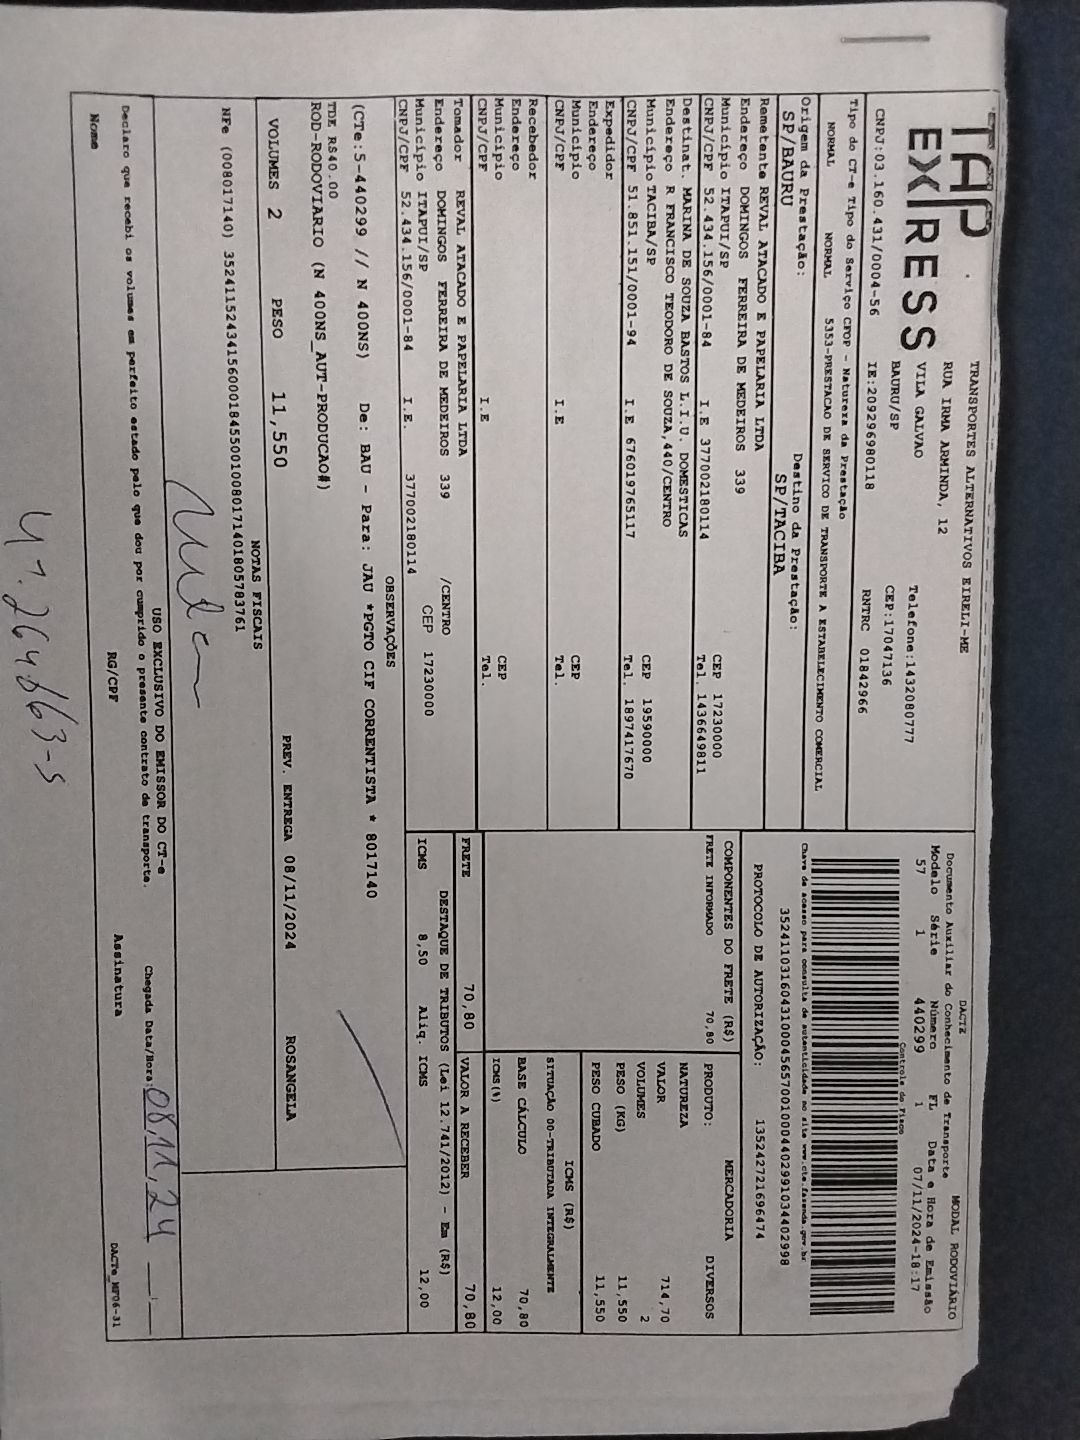 TAP EXPRESS
TRANSPORTES ALTERNATIVOS EIRELI-ME
RUA IRMA ARMINDA, 12
VILA GALVAO Telefone:1432080777
BAURU/SP CEP:17047136
CNPJ:03.160.431/0004-56 IE:209296980118 RNTRC 01842966
Tipo do CT-e Tipo do Serviço CFOP - Natureza da Prestação
NORMAL NORMAL 5353-PRESTACAO DE SERVICO DE TRANSPORTE A ESTABELECIMENTO COMERCIAL
Origem da Prestação: Destino da Prestação:
SP/BAURU SP/TACIBA
Remetente REVAL ATACADO E PAPELARIA LTDA
Endereço DOMINGOS FERREIRA DE MEDEIROS 339
Município ITAPUI/SP CEP 17230000
CNPJ/CPF 52.434.156/0001-84 I.E 377002180114 Tel. 1436649811
Destinat. MARINA DE SOUZA BASTOS L.I.U. DOMESTICAS
Endereço R FRANCISCO TEODORO DE SOUZA,440/CENTRO
Município TACIBA/SP CEP 19590000
CNPJ/CPF 51.851.151/0001-94 I.E 676019765117 Tel. 1897417670
Expedidor
Endereço
Município CEP
CNPJ/CPF I.E Tel.
Recebedor
Endereço
Município CEP
CNPJ/CPF I.E Tel.
Tomador REVAL ATACADO E PAPELARIA LTDA
Endereço DOMINGOS FERREIRA DE MEDEIROS 339 /CENTRO
Município ITAPUI/SP CEP 17230000
CNPJ/CPF 52.434.156/0001-84 I.E. 377002180114
DACTE MODAL RODOVIÁRIO
Documento Auxiliar do Conhecimento de Transporte
Modelo Série Número FL Data e Hora de Emissão
57 1 440299 1 07/11/2024-18:17
Controle do Fisco
Chave de acesso para consulta de autenticidade no site www.cte.fazenda.gov.br
35241103160431000456570010004402991034402998
PROTOCOLO DE AUTORIZAÇÃO: 135242721696474
COMPONENTES DO FRETE (R$)
FRETE INFORMADO 70,80
PRODUTO: MERCADORIA
NATUREZA DIVERSOS
VALOR 714,70
VOLUMES 2
PESO (KG) 11,550
PESO CUBADO 11,550
ICMS (R$)
SITUAÇÃO 00-TRIBUTADA INTEGRALMENTE
BASE CÁLCULO 70,80
ICMS(%) 12,00
FRETE 70,80 VALOR A RECEBER 70,80
DESTAQUE DE TRIBUTOS (Lei 12.741/2012) - Em (R$)
ICMS 8,50 Aliq. ICMS 12,00
OBSERVAÇÕES
(CTe:5-440299 // N 400NS) De: BAU - Para: JAU *PGTO CIF CORRENTISTA * 8017140
TDE R$40.00
ROD-RODOVIARIO (N 400NS_AUT-PRODUCAO#)
VOLUMES 2 PESO 11,550 PREV. ENTREGA 08/11/2024 ROSANGELA
NOTAS FISCAIS
NFe (008017140) 35241152434156000184550010080171401805783761
USO EXCLUSIVO DO EMISSOR DO CT-e
Declaro que recebi os volumes em perfeito estado pelo que dou por cumprido o presente contrato de transporte. Chegada Data/Hora: 08/11/24
Nome RG/CPF Assinatura DACTe_MF06-31